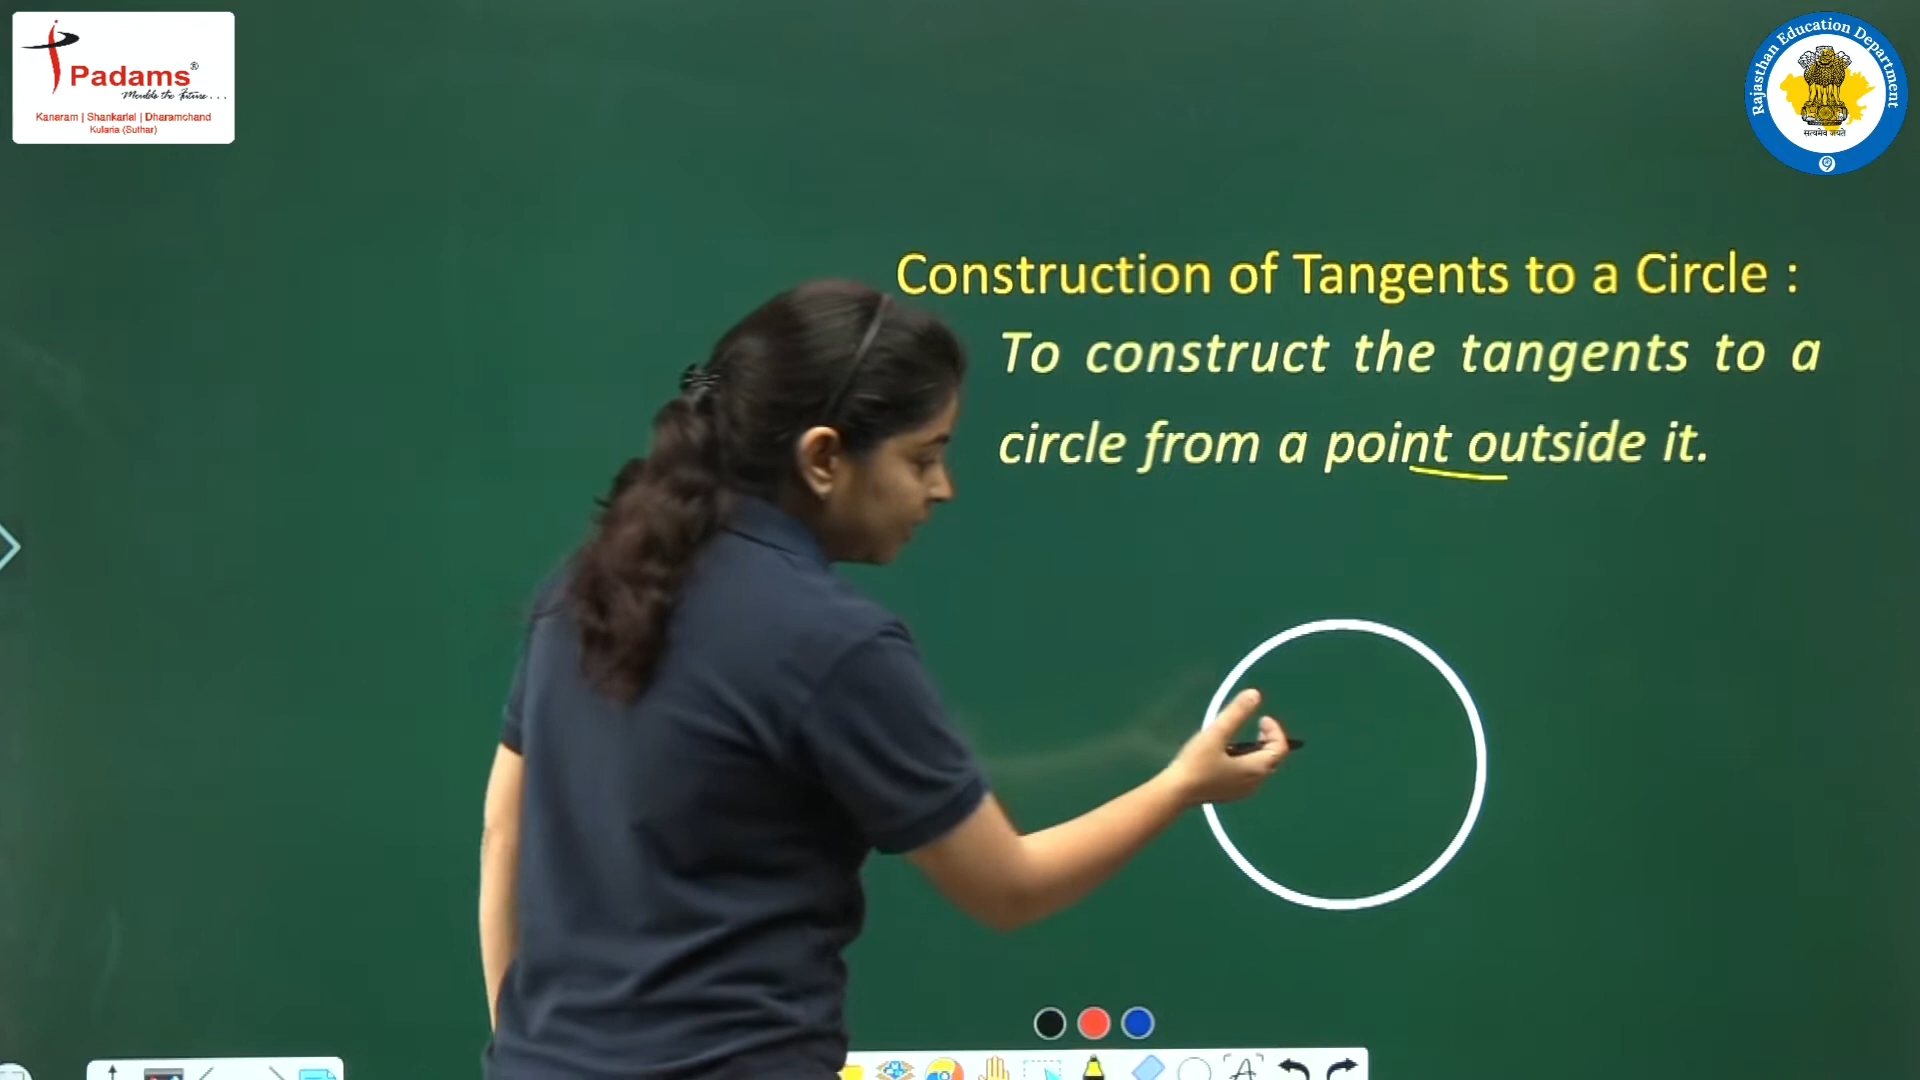 Padams®
Moulds the Future...
Kanaram | Shankarlal | Dharamchand
Kularia (Suthar)
Rajasthan Education Department
सत्यमेव जयते
Construction of Tangents to a Circle :
To construct the tangents to a
circle from a point outside it.
A